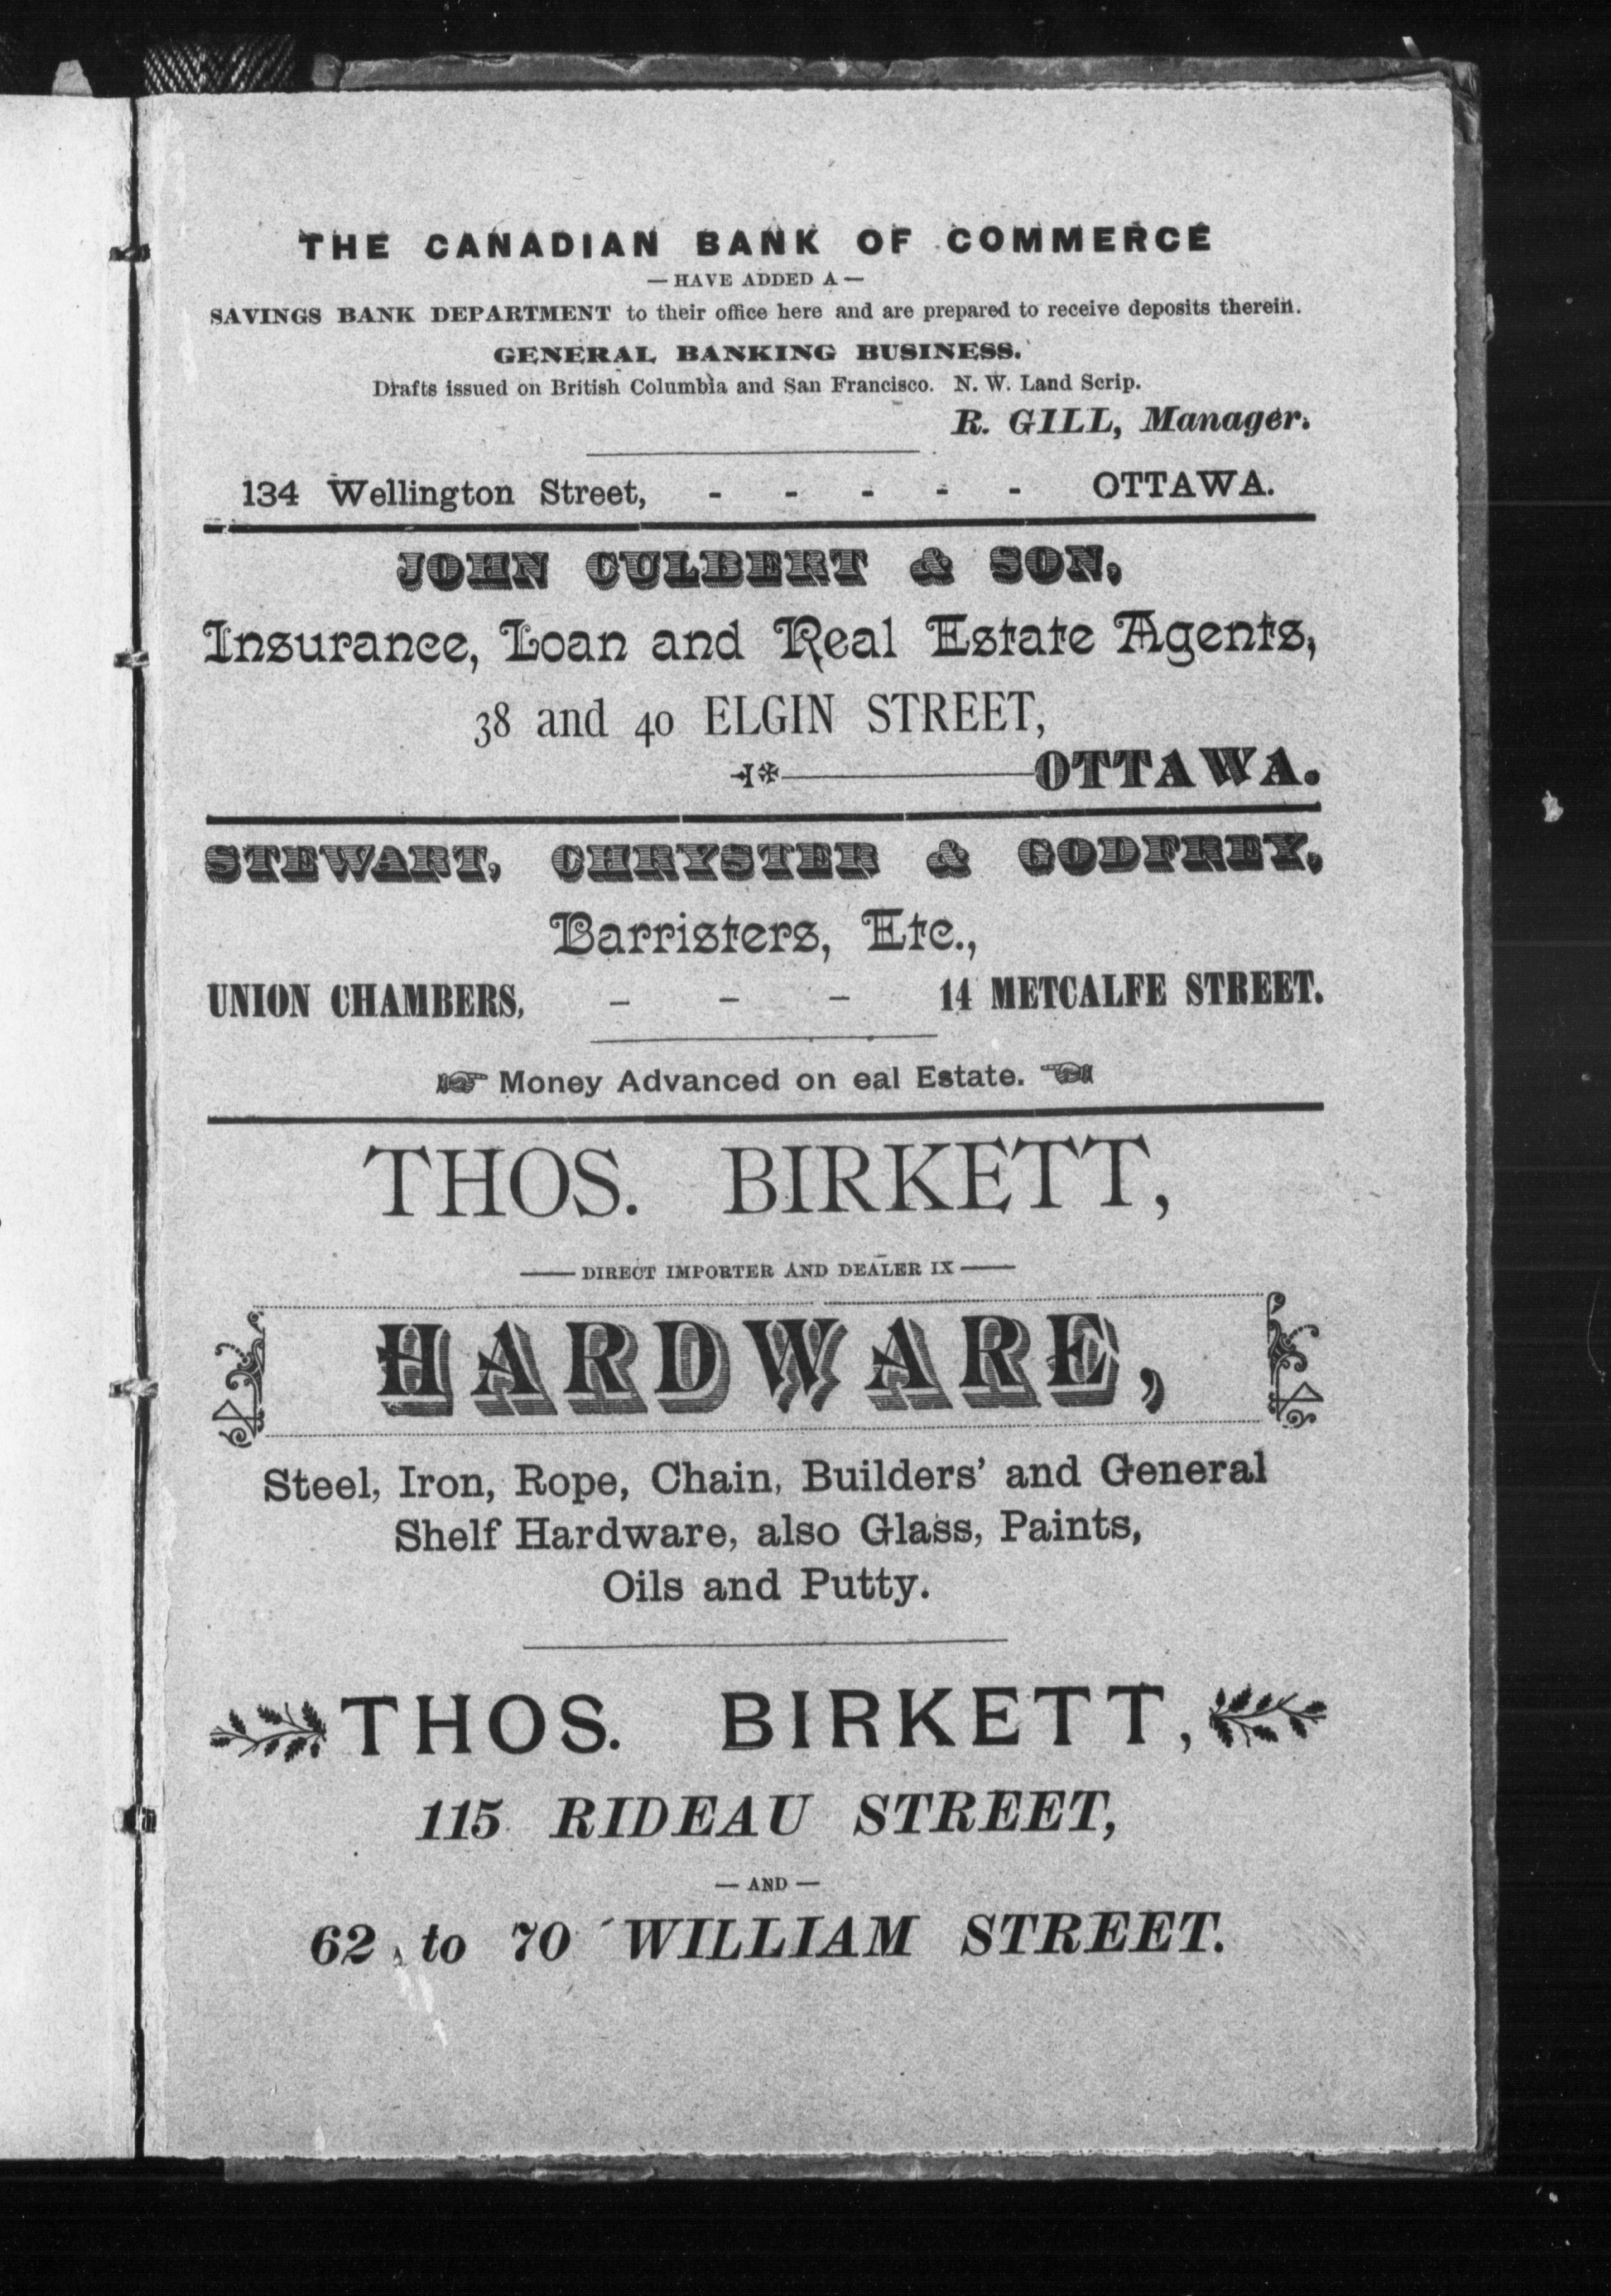 THE CANADIAN BANK OF COMMERCE
— HAVE ADDED A —
SAVINGS BANK DEPARTMENT to their office here and are prepared to receive deposits therein.
GENERAL BANKING BUSINESS.
Drafts issued on British Columbia and San Francisco. N. W. Land Scrip.
R. GILL, Manager.
134 Wellington Street, - - - - - OTTAWA.
JOHN CULBERT & SON,
Insurance, Loan and Real Estate Agents,
38 and 40 ELGIN STREET,
OTTAWA.
STEWART, CHRYSTER & GODFREY,
Barristers, Etc.,
UNION CHAMBERS, - - - 14 METCALFE STREET.
☞ Money Advanced on eal Estate. ☜
THOS. BIRKETT,
— DIRECT IMPORTER AND DEALER IX —
HARDWARE,
Steel, Iron, Rope, Chain, Builders' and General
Shelf Hardware, also Glass, Paints,
Oils and Putty.
THOS. BIRKETT,
115 RIDEAU STREET,
— AND —
62 to 70 WILLIAM STREET.